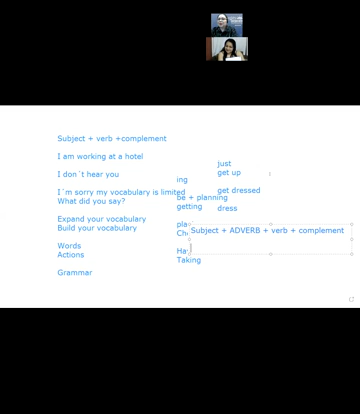 Subject + verb +complement
I am working at a hotel
I don´t hear you
I´m sorry my vocabulary is limited
What did you say?
Expand your vocabulary
Build your vocabulary
Words
Actions
Grammar
ing
be + planning
getting
Taking
just
get up
get dressed
dress
Subject + ADVERB + verb + complement